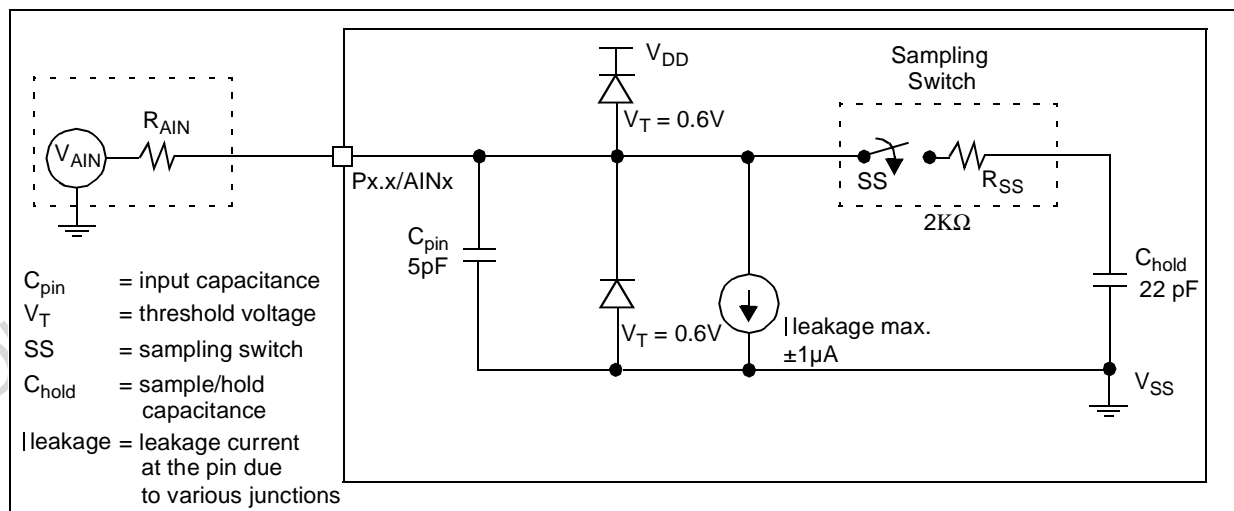 V_DD
Sampling
Switch
R_AIN
V_T = 0.6V
V_AIN
Px.x/AINx
SS
R_SS
2KΩ
C_pin
5pF
C_hold
22 pF
V_T = 0.6V
I leakage max.
±1µA
V_SS
C_pin = input capacitance
V_T = threshold voltage
SS = sampling switch
C_hold = sample/hold
capacitance
I leakage = leakage current
at the pin due
to various junctions